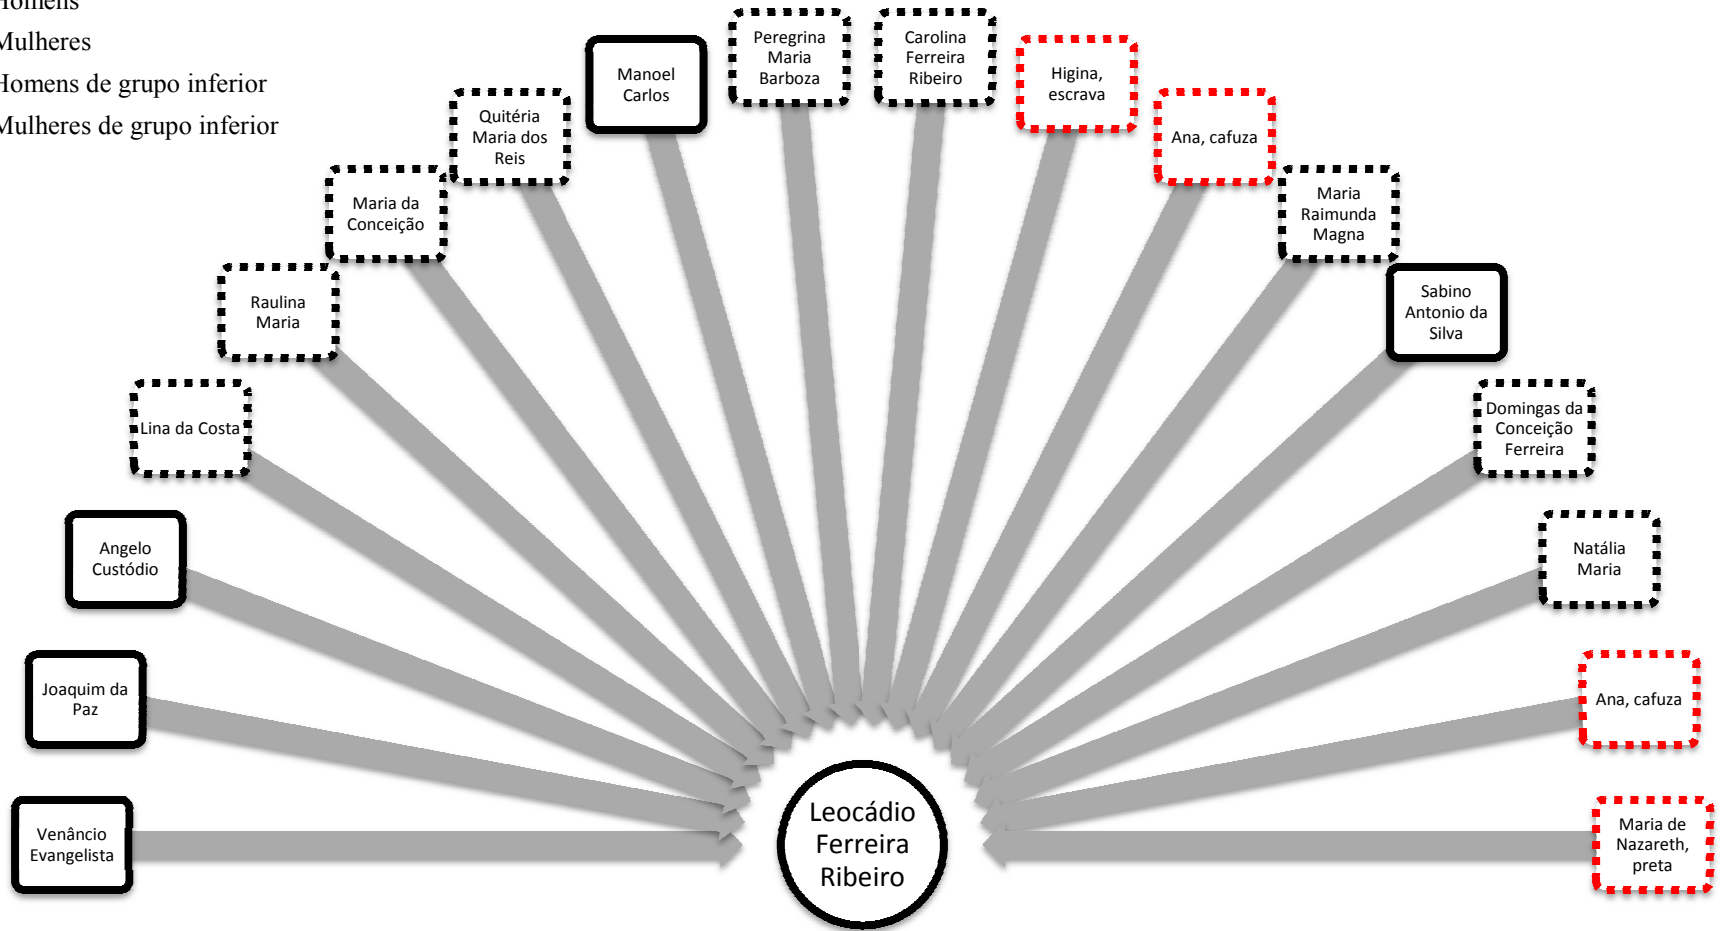 Homens
Mulheres
Homens de grupo inferior
Mulheres de grupo inferior
Venâncio
Evangelista
Joaquim da
Paz
Angelo
Custódio
Lina da Costa
Raulina
Maria
Maria da
Conceição
Quitéria
Maria dos
Reis
Manoel
Carlos
Peregrina
Maria
Barboza
Carolina
Ferreira
Ribeiro
Higina,
escrava
Ana, cafuza
Maria
Raimunda
Magna
Sabino
Antonio da
Silva
Domingas da
Conceição
Ferreira
Natália
Maria
Ana, cafuza
Maria de
Nazareth,
preta
Leocádio
Ferreira
Ribeiro